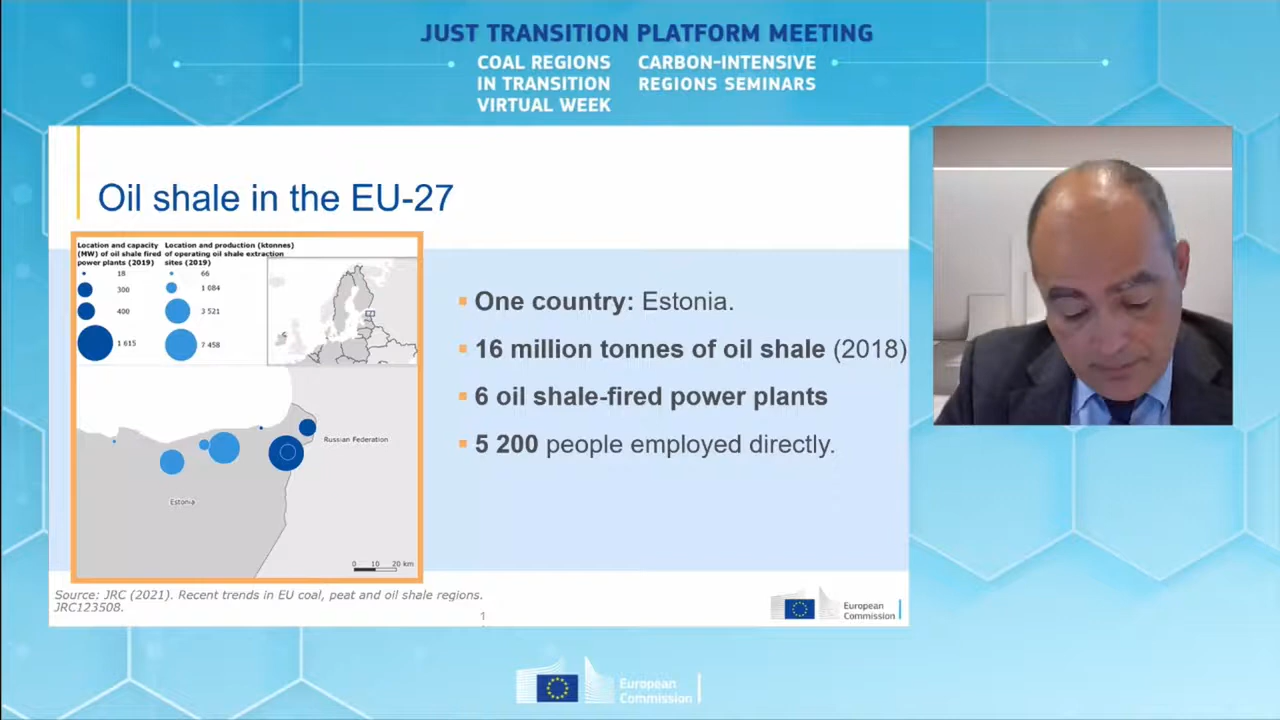 JUST TRANSITION PLATFORM MEETING
COAL REGIONS
IN TRANSITION
VIRTUAL WEEK
CARBON-INTENSIVE
REGIONS SEMINARS
Oil shale in the EU-27
Location and capacity
(MW) of oil shale fired
power plants (2019)
18
300
400
1 615
Location and production (ktonnes)
of operating oil shale extraction
sites (2019)
66
1 084
3 521
7 458
Russian Federation
Estonia
0 10 20 km
▪ One country: Estonia.
▪ 16 million tonnes of oil shale (2018)
▪ 6 oil shale-fired power plants
▪ 5 200 people employed directly.
Source: JRC (2021). Recent trends in EU coal, peat and oil shale regions.
JRC123508.
1
European
Commission
European
Commission